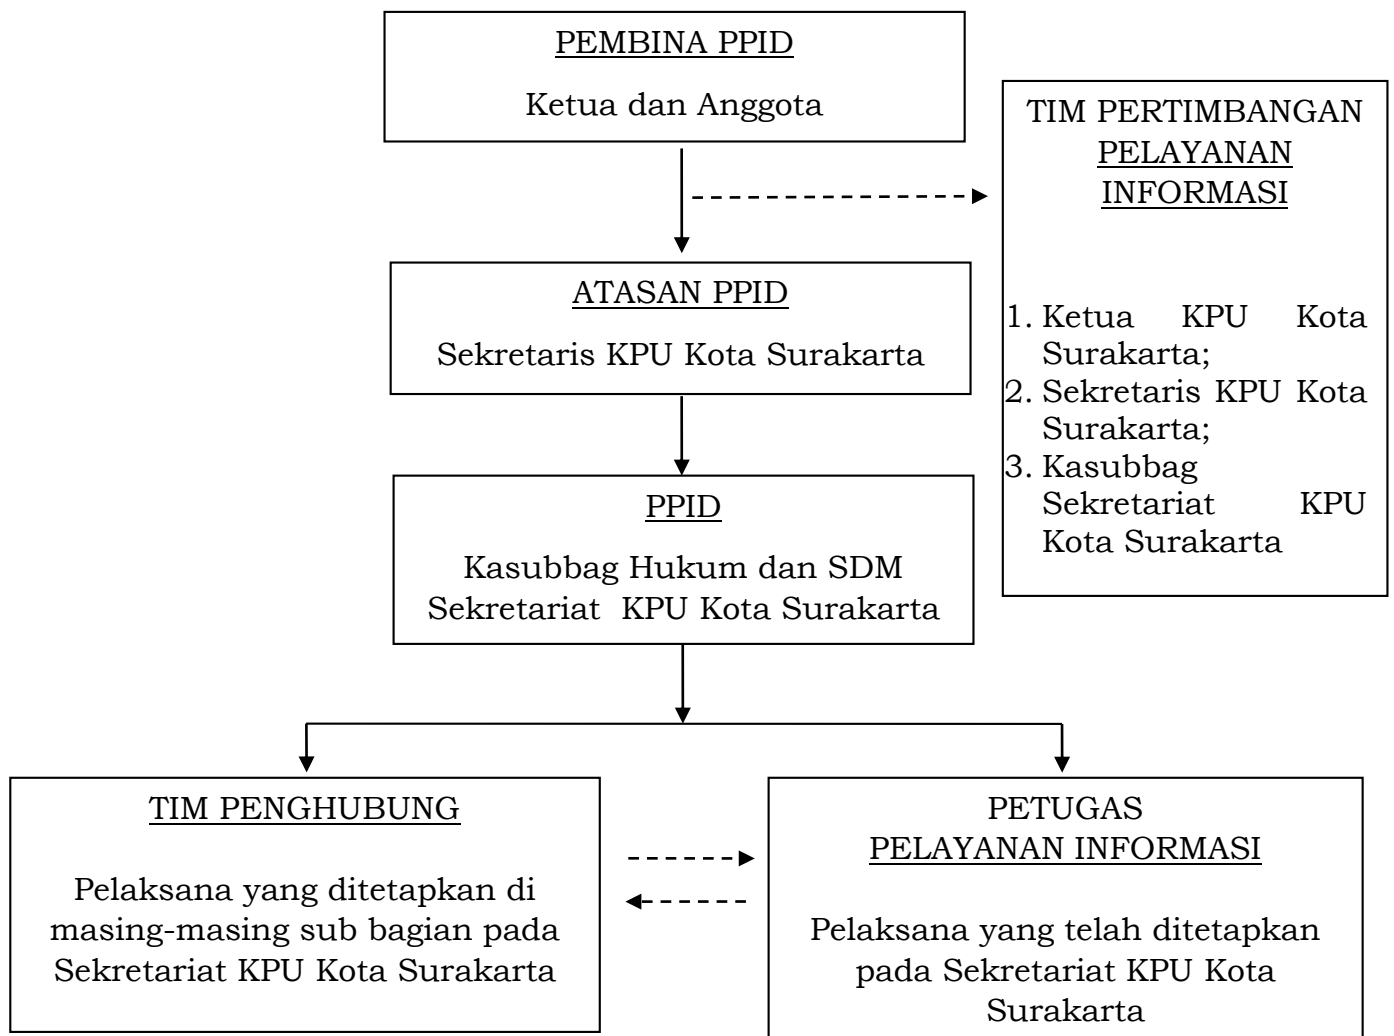 PEMBINA PPID
Ketua dan Anggota
TIM PERTIMBANGAN
PELAYANAN
INFORMASI
1. Ketua KPU Kota
Surakarta;
2. Sekretaris KPU Kota
Surakarta;
3. Kasubbag
Sekretariat KPU
Kota Surakarta
ATASAN PPID
Sekretaris KPU Kota Surakarta
PPID
Kasubbag Hukum dan SDM
Sekretariat KPU Kota Surakarta
TIM PENGHUBUNG
Pelaksana yang ditetapkan di
masing-masing sub bagian pada
Sekretariat KPU Kota Surakarta
PETUGAS
PELAYANAN INFORMASI
Pelaksana yang telah ditetapkan
pada Sekretariat KPU Kota
Surakarta